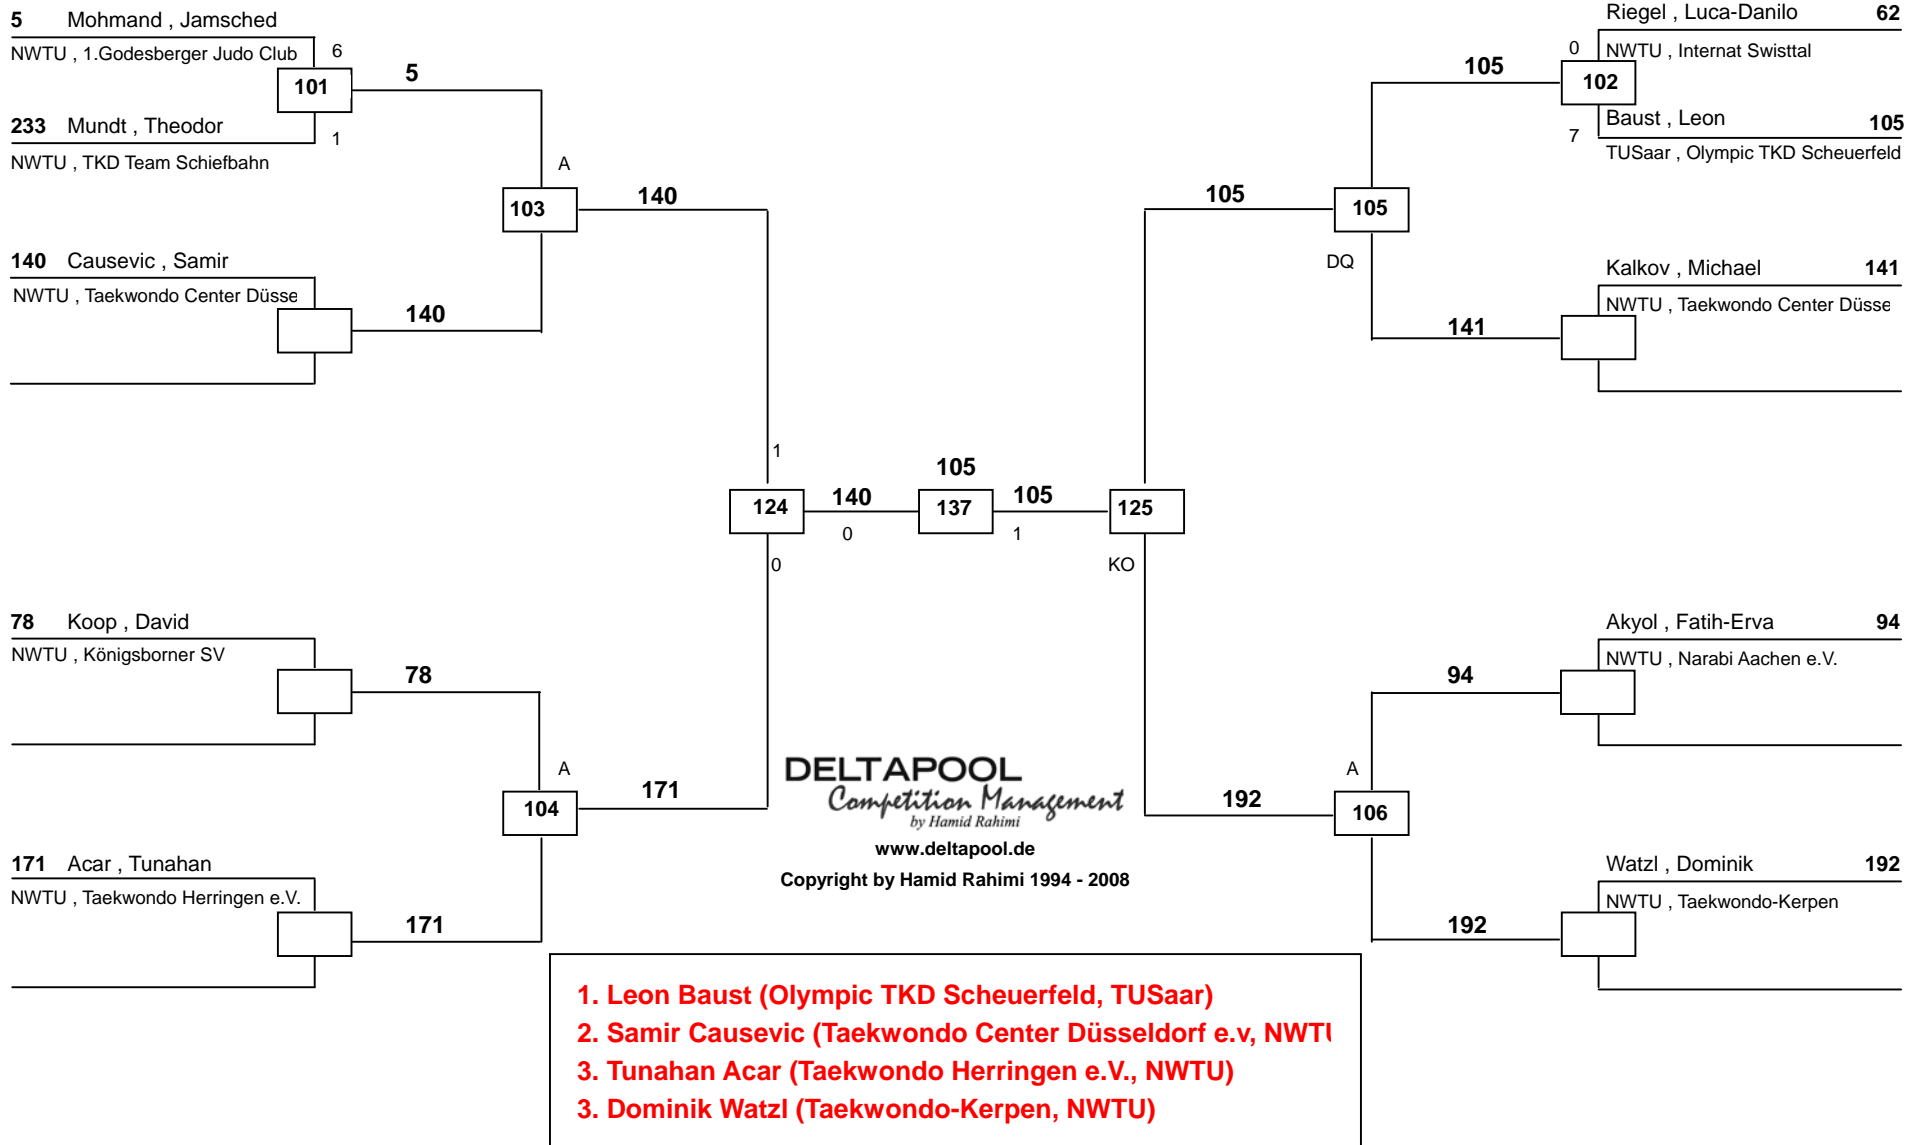 5 Mohmand , Jamsched
NWTU , 1.Godesberger Judo Club
6
101
5
233 Mundt , Theodor
1
NWTU , TKD Team Schiefbahn
A
103
140
140 Causevic , Samir
NWTU , Taekwondo Center Düsse
140
Riegel , Luca-Danilo 62
0
NWTU , Internat Swisttal
105
102
Baust , Leon 105
7
TUSaar , Olympic TKD Scheuerfeld
105
105
DQ
Kalkov , Michael 141
NWTU , Taekwondo Center Düsse
141
1
105
124
140
137
105
125
0
1
0
KO
78 Koop , David
NWTU , Königsborner SV
78
A
104
171
171 Acar , Tunahan
NWTU , Taekwondo Herringen e.V.
171
Akyol , Fatih-Erva 94
NWTU , Narabi Aachen e.V.
94
A
192
106
Watzl , Dominik 192
NWTU , Taekwondo-Kerpen
192
DELTAPOOL
Competition Management
by Hamid Rahimi
www.deltapool.de
Copyright by Hamid Rahimi 1994 - 2008
1. Leon Baust (Olympic TKD Scheuerfeld, TUSaar)
2. Samir Causevic (Taekwondo Center Düsseldorf e.v, NWTU
3. Tunahan Acar (Taekwondo Herringen e.V., NWTU)
3. Dominik Watzl (Taekwondo-Kerpen, NWTU)